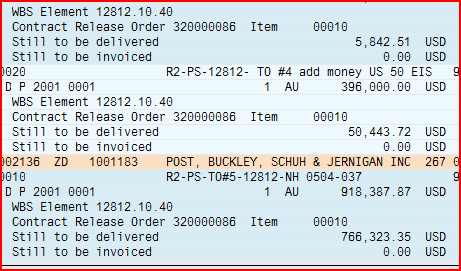 WBS Element 12812.10.40
Contract Release Order 320000086 Item 00010
Still to be delivered 5,842.51 USD
Still to be invoiced 0.00 USD
0020 R2-PS-12812- TO #4 add money US 50 EIS 9
D P 2001 0001 1 AU 396,000.00 USD
WBS Element 12812.10.40
Contract Release Order 320000086 Item 00010
Still to be delivered 50,443.72 USD
Still to be invoiced 0.00 USD
002136 ZD 1001183 POST, BUCKLEY, SCHUH & JERNIGAN INC 267 0
0010 R2-PS-TO#5-12812-NH 0504-037 9
D P 2001 0001 1 AU 918,387.87 USD
WBS Element 12812.10.40
Contract Release Order 320000086 Item 00010
Still to be delivered 766,323.35 USD
Still to be invoiced 0.00 USD